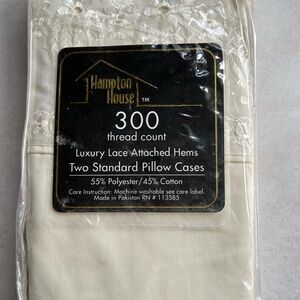 Hampton
House TM
300
thread count
Luxury Lace Attached Hems
Two Standard Pillow Cases
55% Polyester/45% Cotton
Care Instruction: Machine washable see care label.
Made in Pakistan RN # 113585